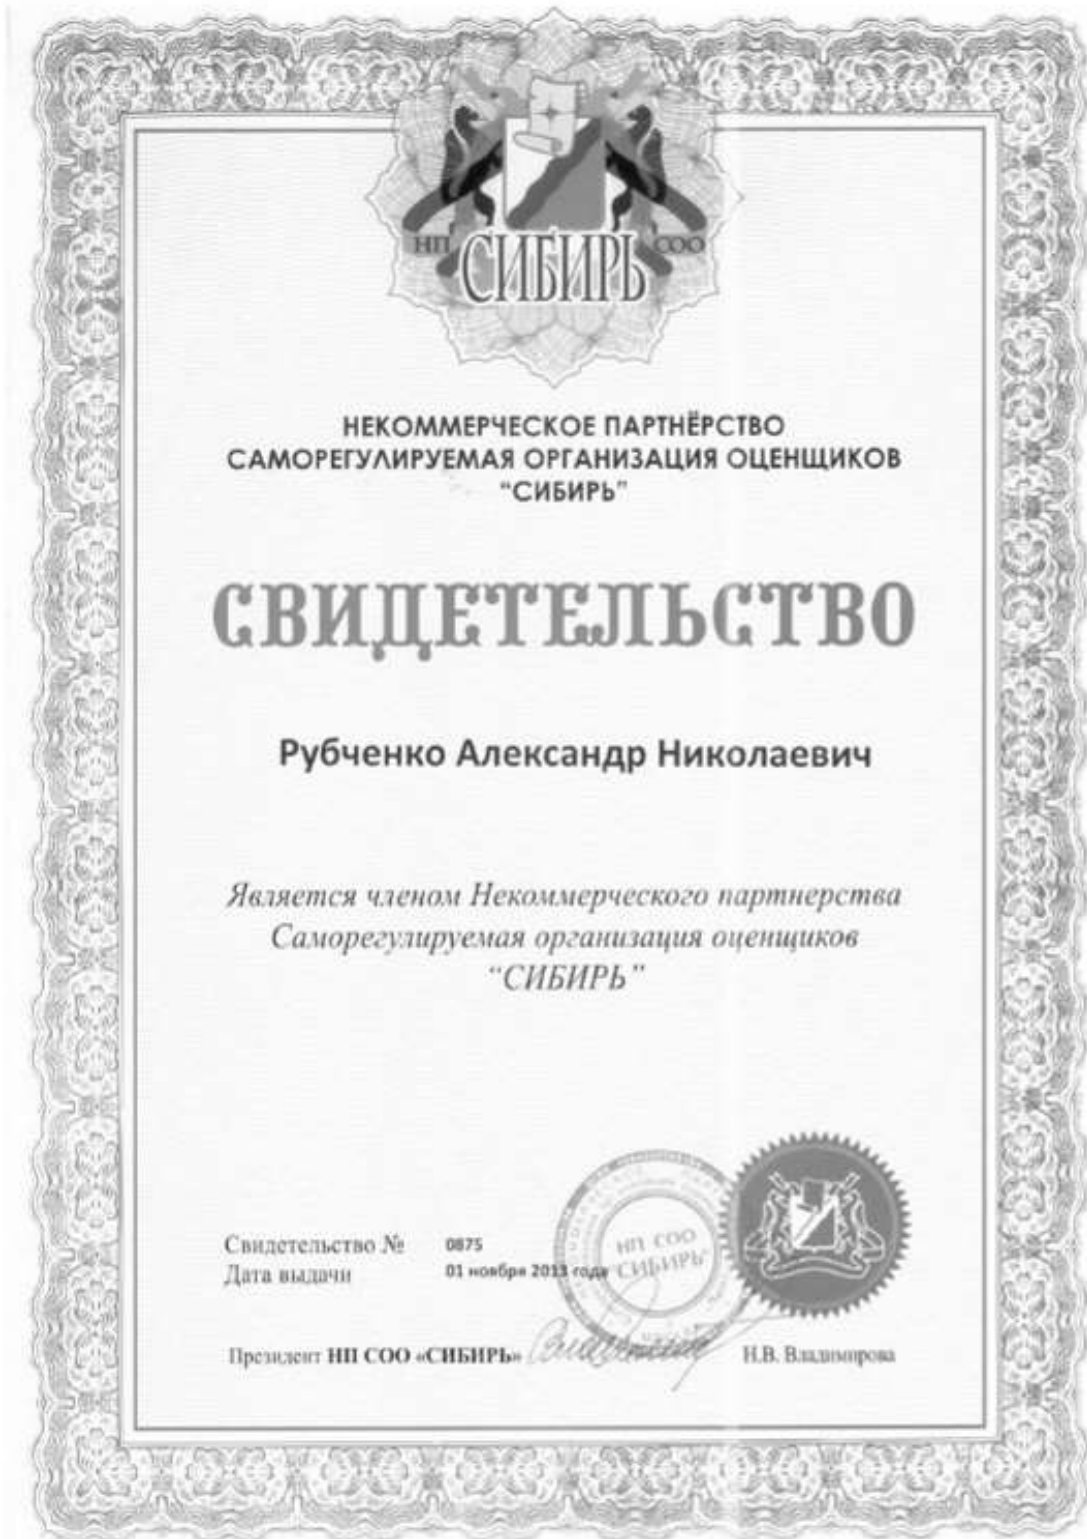 НП СИБИРЬ СОО
НЕКОММЕРЧЕСКОЕ ПАРТНЁРСТВО
САМОРЕГУЛИРУЕМАЯ ОРГАНИЗАЦИЯ ОЦЕНЩИКОВ
“СИБИРЬ”
СВИДЕТЕЛЬСТВО
Рубченко Александр Николаевич
Является членом Некоммерческого партнерства
Саморегулируемая организация оценщиков
“СИБИРЬ”
Свидетельство № 0875
Дата выдачи 01 ноября 2013 года
НП СОО
СИБИРЬ
Президент НП СОО «СИБИРЬ» Н.В. Владимирова